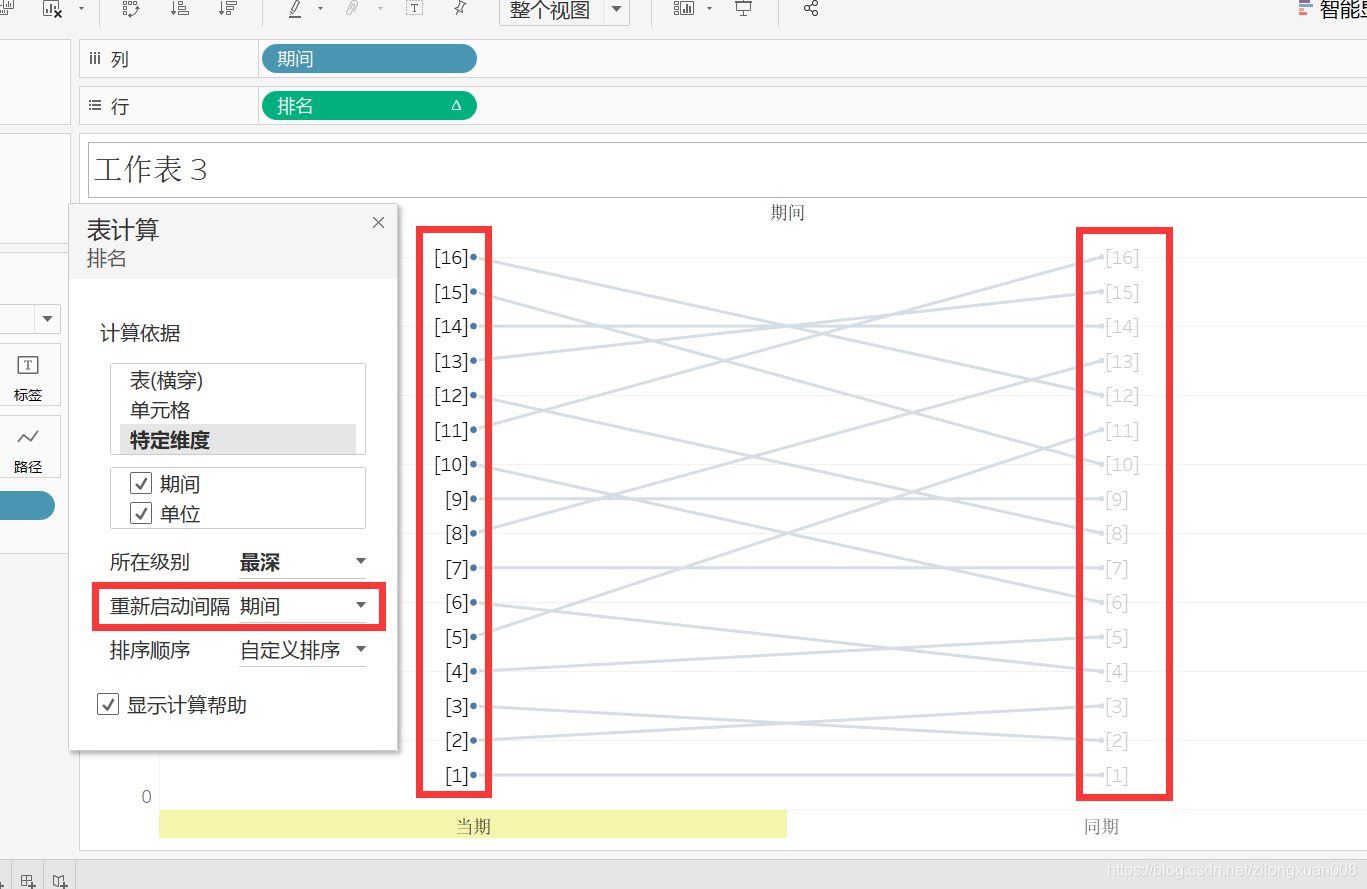 整个视图
列 期间
行 排名 Δ
工作表 3
期间
表计算
排名
计算依据
表(横穿)
单元格
特定维度
期间
单位
所在级别 最深
重新启动间隔 期间
排序顺序 自定义排序
显示计算帮助
T
标签
路径
[16] [16]
[15] [15]
[14] [14]
[13] [13]
[12] [12]
[11] [11]
[10] [10]
[9] [9]
[8] [8]
[7] [7]
[6] [6]
[5] [5]
[4] [4]
[3] [3]
[2] [2]
[1] [1]
0
当期 同期
https://blog.csdn.net/zilongxuan008